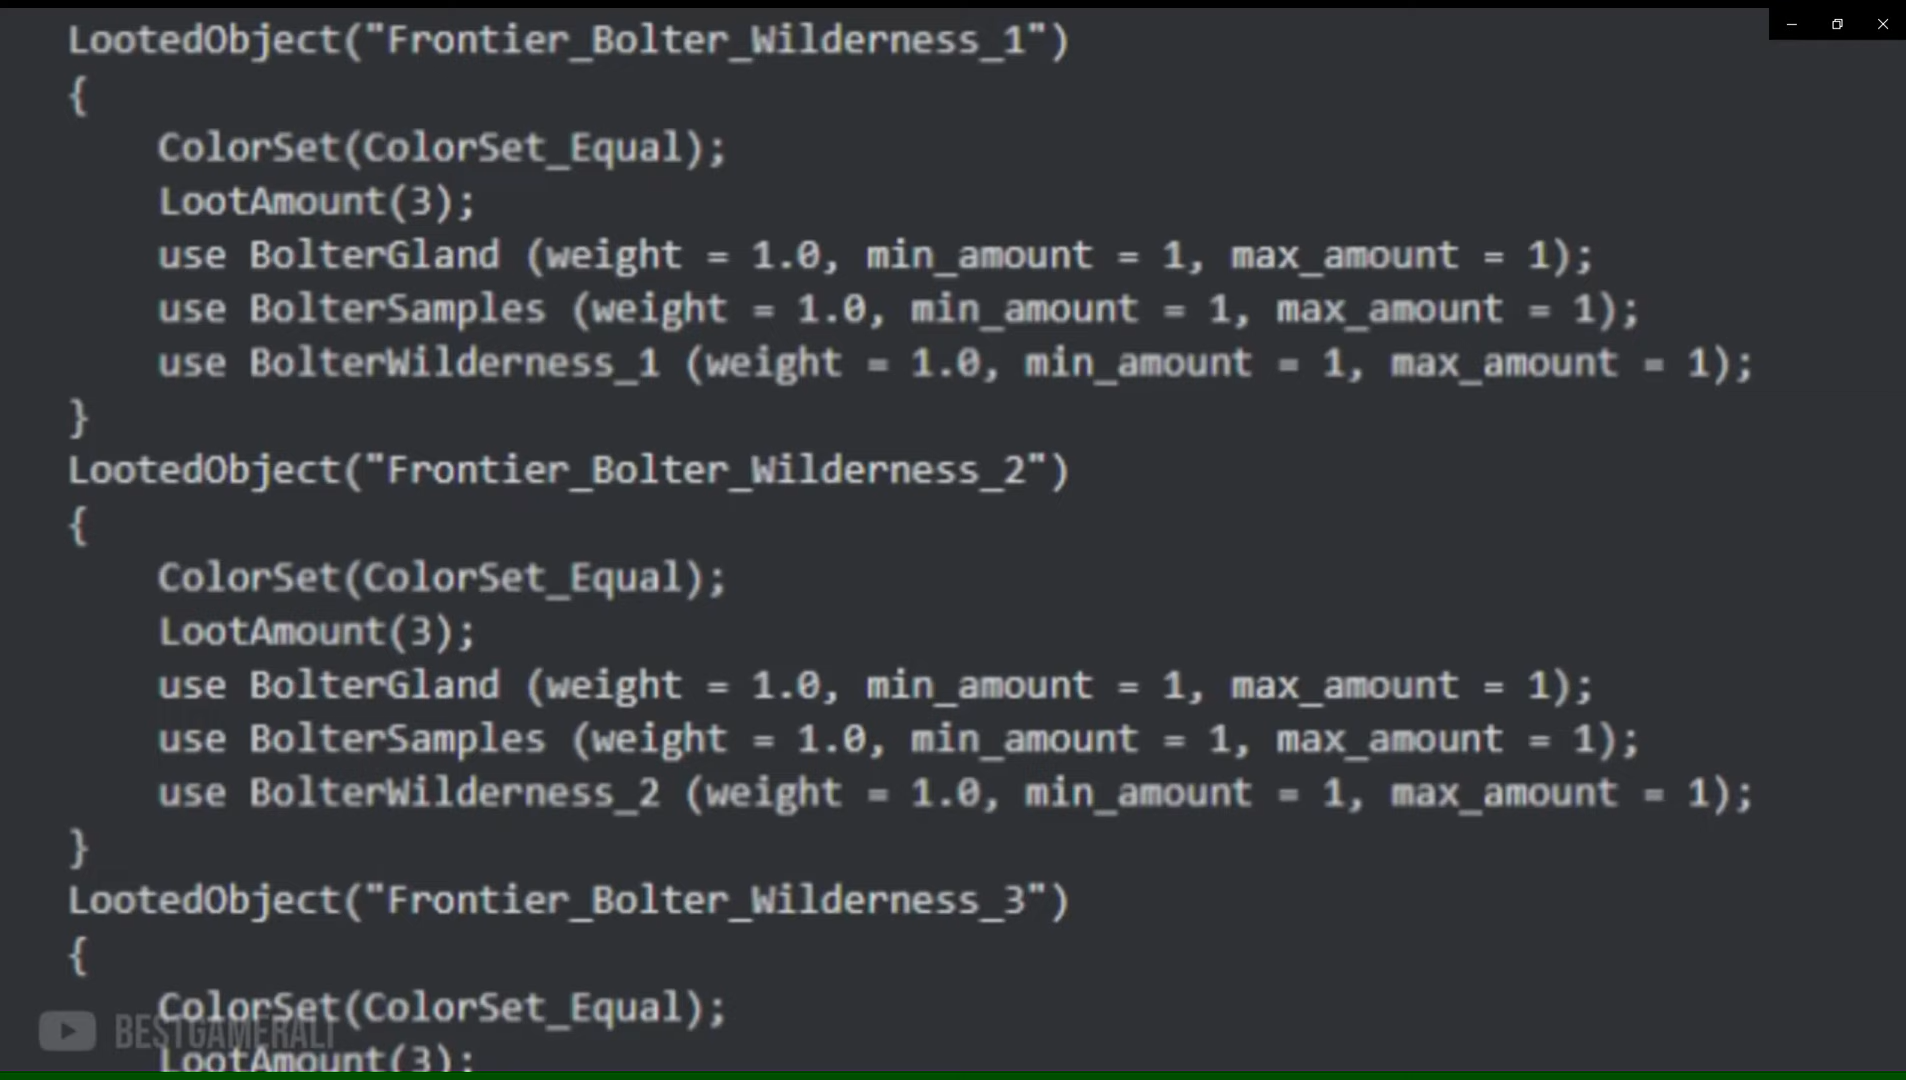 LootedObject("Frontier_Bolter_Wilderness_1")
{
    ColorSet(ColorSet_Equal);
    LootAmount(3);
    use BolterGland (weight = 1.0, min_amount = 1, max_amount = 1);
    use BolterSamples (weight = 1.0, min_amount = 1, max_amount = 1);
    use BolterWilderness_1 (weight = 1.0, min_amount = 1, max_amount = 1);
}
LootedObject("Frontier_Bolter_Wilderness_2")
{
    ColorSet(ColorSet_Equal);
    LootAmount(3);
    use BolterGland (weight = 1.0, min_amount = 1, max_amount = 1);
    use BolterSamples (weight = 1.0, min_amount = 1, max_amount = 1);
    use BolterWilderness_2 (weight = 1.0, min_amount = 1, max_amount = 1);
}
LootedObject("Frontier_Bolter_Wilderness_3")
{
    ColorSet(ColorSet_Equal);
BESTGAMERALI
    LootAmount(3);